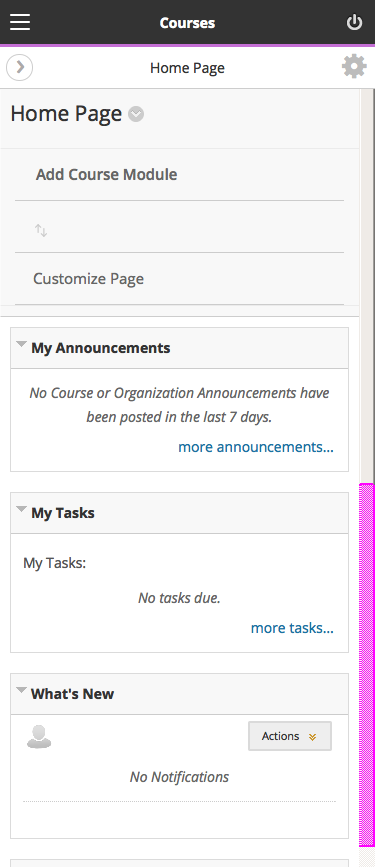 Courses
Home Page
Home Page
Add Course Module
Customize Page
My Announcements
No Course or Organization Announcements have
been posted in the last 7 days.
more announcements...
My Tasks
My Tasks:
No tasks due.
more tasks...
What's New
Actions
No Notifications